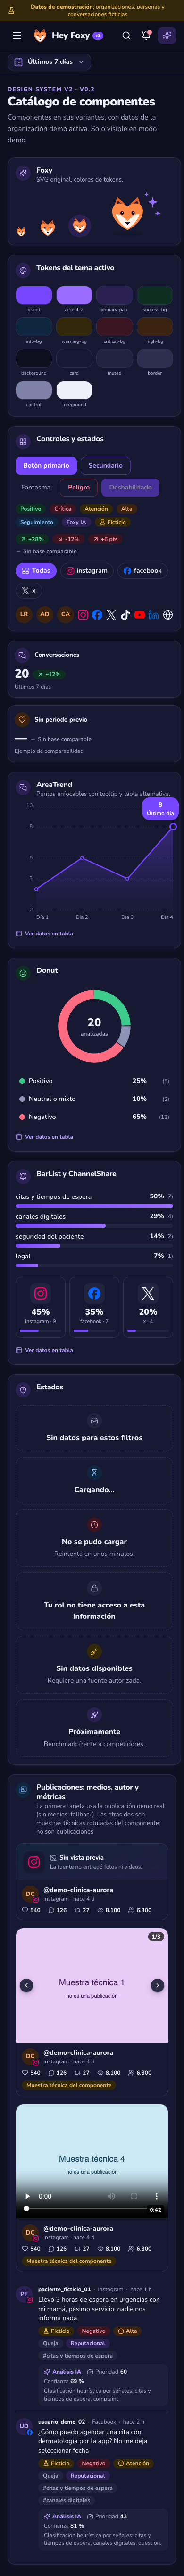 Datos de demostración: organizaciones, personas y
conversaciones ficticias
Hey Foxy v2
Últimos 7 días
DESIGN SYSTEM V2 · V0.2
Catálogo de componentes
Componentes en sus variantes, con datos de la
organización demo activa. Solo visible en modo
demo.
Foxy
SVG original, colores de tokens.
Tokens del tema activo
brand
accent-2
primary-pale
success-bg
info-bg
warning-bg
critical-bg
high-bg
background
card
muted
border
control
foreground
Controles y estados
Botón primario
Secundario
Fantasma
Peligro
Deshabilitado
Positivo
Crítica
Atención
Alta
Seguimiento
Foxy IA
Ficticio
+28%
-12%
+6 pts
— Sin base comparable
Todas
instagram
facebook
x
LR
AD
CA
Conversaciones
20 +12%
Últimos 7 días
Sin periodo previo
— — Sin base comparable
Ejemplo de comparabilidad
AreaTrend
Puntos enfocables con tooltip y tabla alternativa.
8
Último día
10
8
5
3
0
Día 1
Día 2
Día 3
Día 4
Ver datos en tabla
Donut
20
analizadas
Positivo 25% (5)
Neutral o mixto 10% (2)
Negativo 65% (13)
Ver datos en tabla
BarList y ChannelShare
citas y tiempos de espera 50% (7)
canales digitales 29% (4)
seguridad del paciente 14% (2)
legal 7% (1)
45%
instagram · 9
35%
facebook · 7
20%
x · 4
Ver datos en tabla
Estados
Sin datos para estos filtros
Cargando...
No se pudo cargar
Reintenta en unos minutos.
Tu rol no tiene acceso a esta
información
Sin datos disponibles
Requiere una fuente autorizada.
Próximamente
Benchmark frente a competidores.
Publicaciones: medios, autor y
métricas
La primera tarjeta usa la publicación demo real
(sin medios: fallback). Las otras dos son
muestras técnicas rotuladas del componente;
no son publicaciones.
Sin vista previa
La fuente no entregó fotos ni videos.
DC
@demo-clinica-aurora
Instagram · hace 4 d
540 126 27 8.100 6.300
1/3
Muestra técnica 1
no es una publicación
DC
@demo-clinica-aurora
Instagram · hace 4 d
540 126 27 8.100 6.300
Muestra técnica del componente
Muestra técnica 4
no es una publicación
0:00
0:42
DC
@demo-clinica-aurora
Instagram · hace 4 d
540 126 27 8.100 6.300
Muestra técnica del componente
PF
paciente_ficticio_01 · Instagram · hace 1 h
Llevo 3 horas de espera en urgencias con
mi mamá, pésimo servicio, nadie nos
informa nada
Ficticio
Negativo
Alta
Queja
Reputacional
#citas y tiempos de espera
Análisis IA
Prioridad 60
Confianza 69 %
Clasificación heurística por señales: citas y
tiempos de espera, complaint.
UD
usuario_demo_02 · Facebook · hace 2 h
¿Cómo puedo agendar una cita con
dermatología por la app? No me deja
seleccionar fecha
Ficticio
Negativo
Atención
Queja
Reputacional
#citas y tiempos de espera
#canales digitales
Análisis IA
Prioridad 43
Confianza 81 %
Clasificación heurística por señales: citas y
tiempos de espera, canales digitales, question.